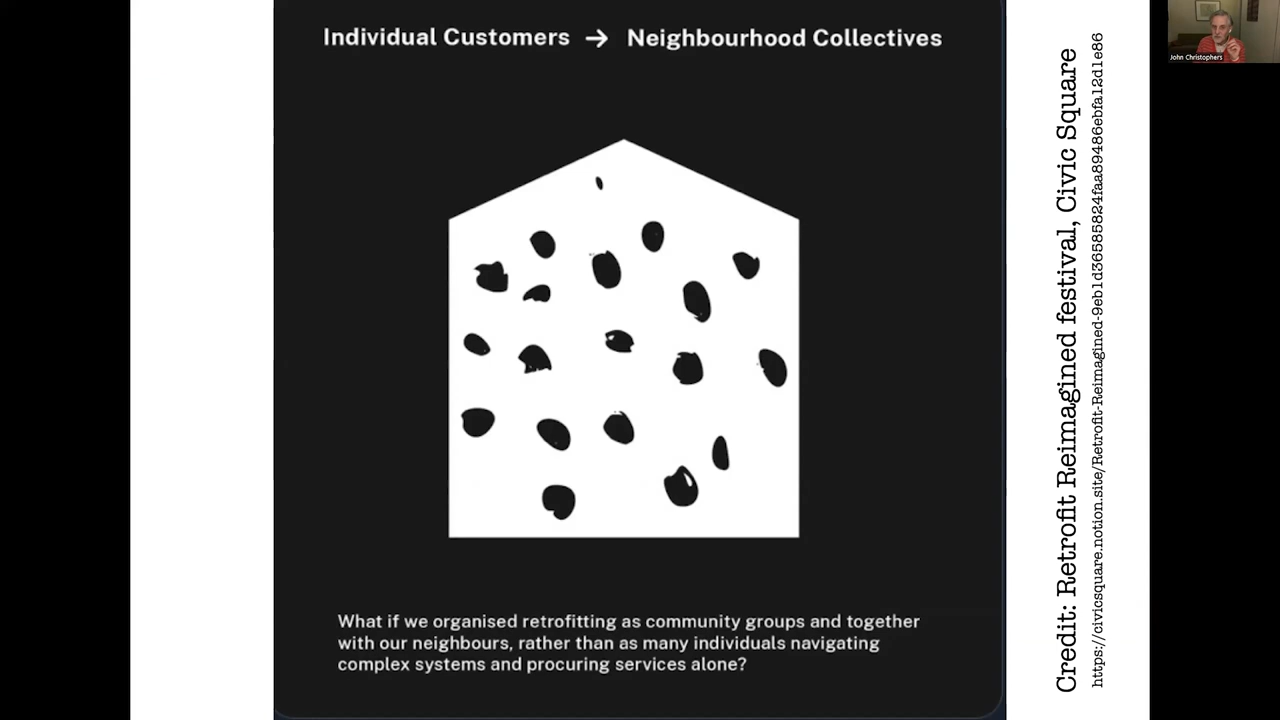 Individual Customers → Neighbourhood Collectives
What if we organised retrofitting as community groups and together
with our neighbours, rather than as many individuals navigating
complex systems and procuring services alone?
Credit: Retrofit Reimagined festival, Civic Square
https://civicsquare.notion.site/Retrofit-Reimagined-9eb1d36585824faa89486ebfa12d1e86
John Christophers